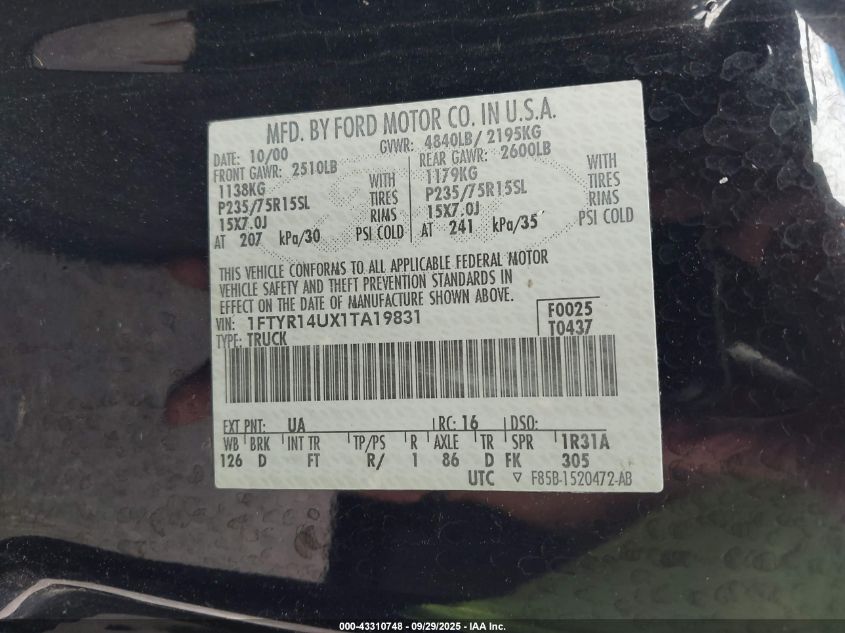 MFD. BY FORD MOTOR CO. IN U.S.A.
DATE: 10/00 GVWR: 4840LB/ 2195KG
FRONT GAWR: 2510LB REAR GAWR: 2600LB
1138KG WITH 1179KG WITH
P235/75R15SL TIRES P235/75R15SL TIRES
15X7.0J RIMS 15X7.0J RIMS
AT 207 kPa/30 PSI COLD AT 241 kPa/35 PSI COLD
THIS VEHICLE CONFORMS TO ALL APPLICABLE FEDERAL MOTOR
VEHICLE SAFETY AND THEFT PREVENTION STANDARDS IN
EFFECT ON THE DATE OF MANUFACTURE SHOWN ABOVE.
VIN: 1FTYR14UX1TA19831 F0025
TYPE: TRUCK T0437
EXT PNT: UA RC: 16 DSO:
WB BRK INT TR TP/PS R AXLE TR SPR 1R31A
126 D FT R/ 1 86 D FK 305
UTC ▽ F85B-1520472-AB
000-43310748 - 09/29/2025 - IAA Inc.